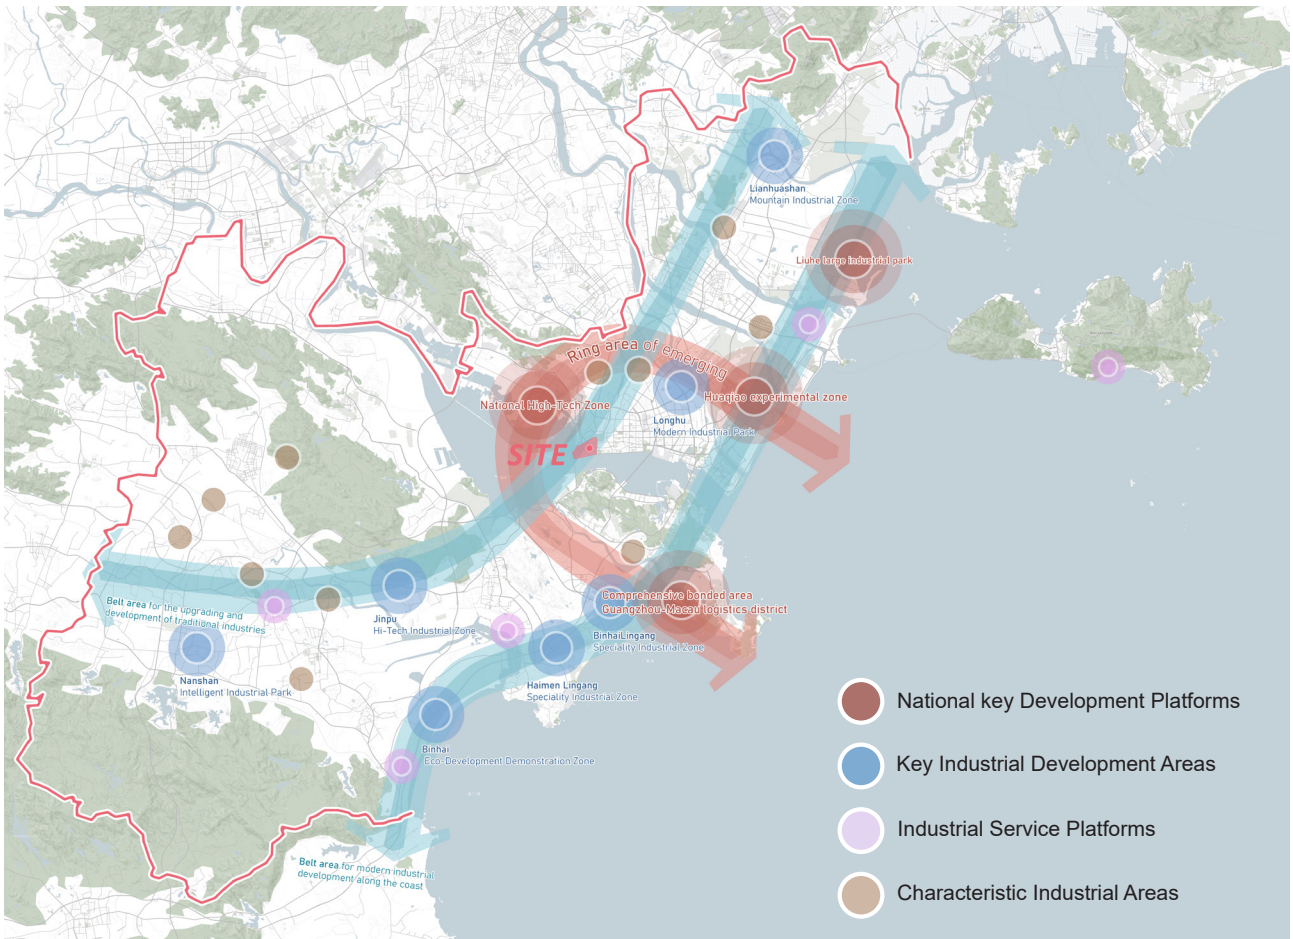 Lianhuashan
Mountain Industrial Zone
Liuhe large industrial park
Ring area of emerging
National High-Tech Zone
Huaqiao experimental zone
Longhu
Modern Industrial Park
SITE
Comprehensive bonded area
Guangzhou-Macau logistics district
Belt area for the upgrading and
development of traditional industries
Jinpu
Hi-Tech Industrial Zone
BinhaiLingang
Speciality Industrial Zone
Nanshan
Intelligent Industrial Park
Haimen Lingang
Speciality Industrial Zone
Binhai
Eco-Development Demonstration Zone
Belt area for modern industrial
development along the coast
National key Development Platforms
Key Industrial Development Areas
Industrial Service Platforms
Characteristic Industrial Areas